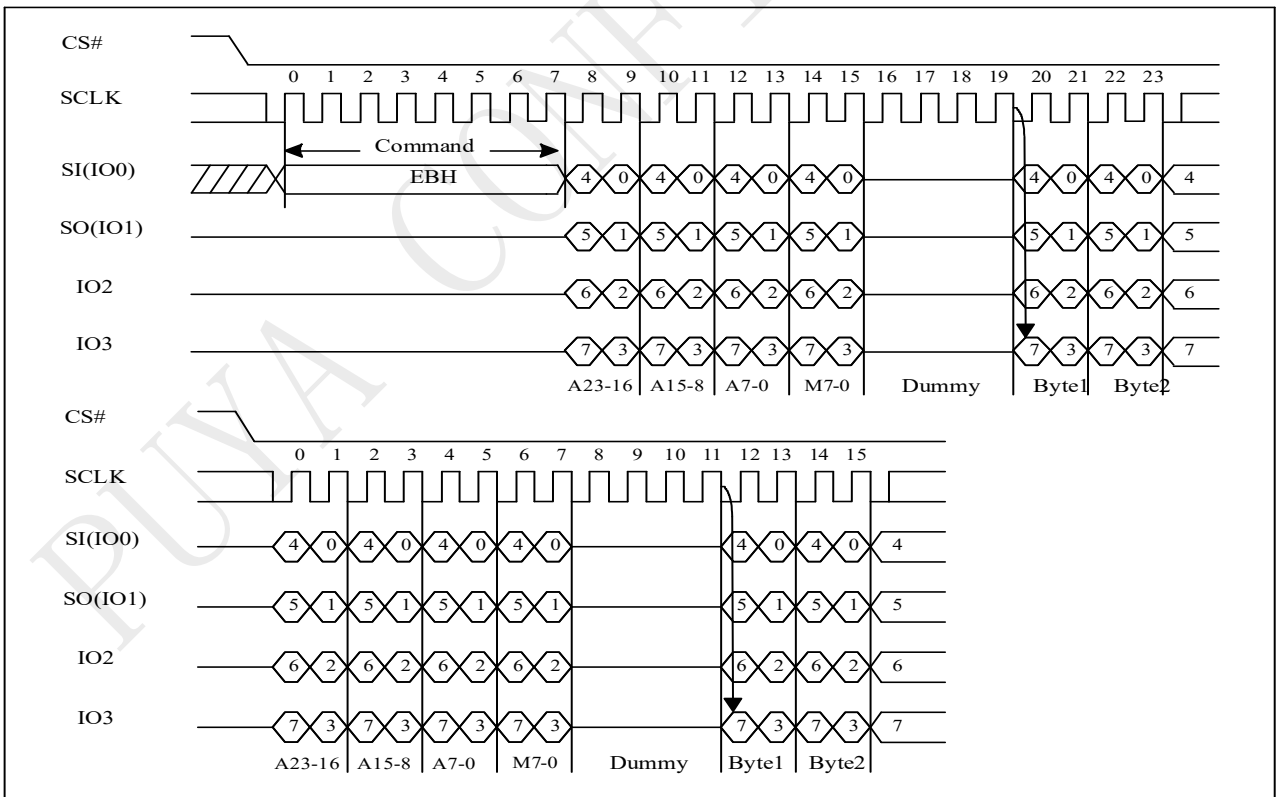 CS#
0 1 2 3 4 5 6 7 8 9 10 11 12 13 14 15 16 17 18 19 20 21 22 23
SCLK
Command
SI(IO0) EBH 4 0 4 0 4 0 4 0 4 0 4 0 4
SO(IO1) 5 1 5 1 5 1 5 1 5 1 5 1 5
IO2 6 2 6 2 6 2 6 2 6 2 6 2 6
IO3 7 3 7 3 7 3 7 3 7 3 7 3 7
A23-16 A15-8 A7-0 M7-0 Dummy Byte1 Byte2
CS#
0 1 2 3 4 5 6 7 8 9 10 11 12 13 14 15
SCLK
SI(IO0) 4 0 4 0 4 0 4 0 4 0 4 0 4
SO(IO1) 5 1 5 1 5 1 5 1 5 1 5 1 5
IO2 6 2 6 2 6 2 6 2 6 2 6 2 6
IO3 7 3 7 3 7 3 7 3 7 3 7 3 7
A23-16 A15-8 A7-0 M7-0 Dummy Byte1 Byte2
PUYA CONF